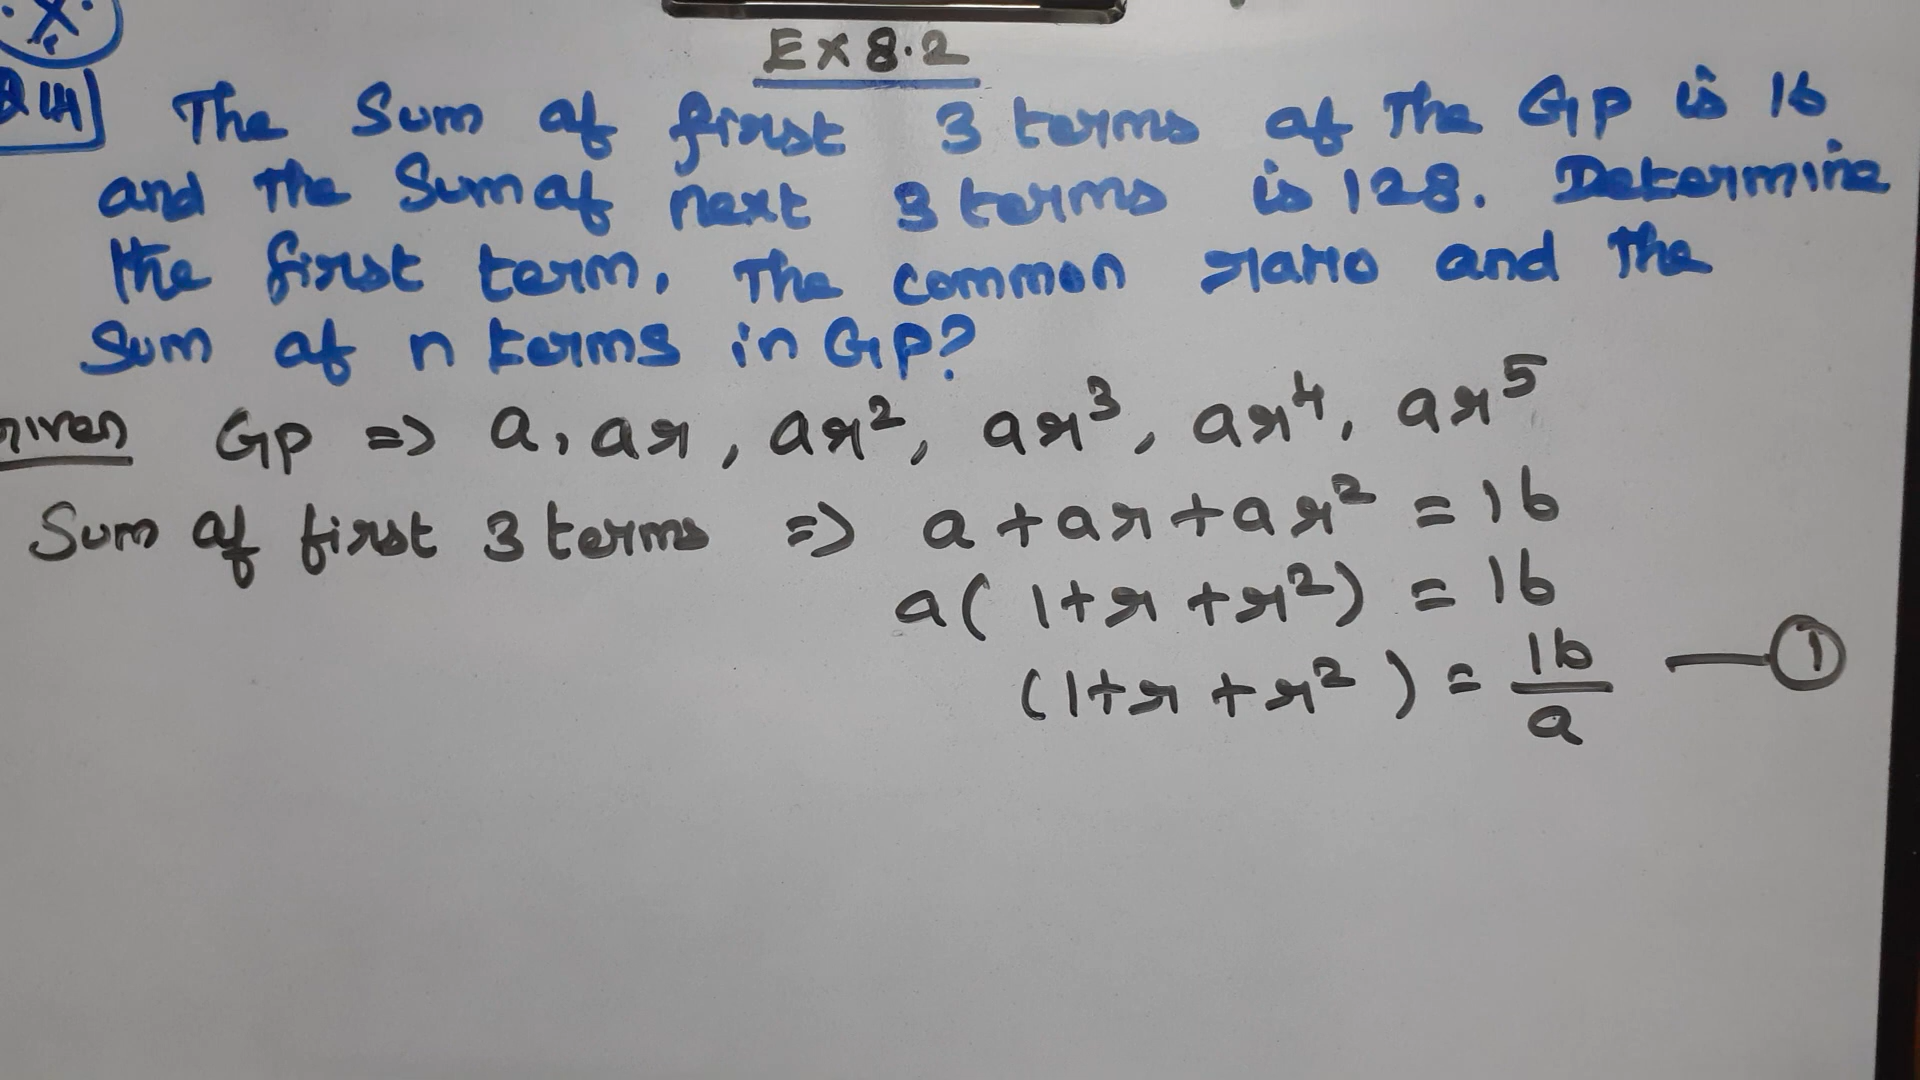 Ex 8.2
The Sum of first 3 terms of The GP is 16
and The Sum of next 3 terms is 128. Determine
the first term, The common ratio and The
Sum of n terms in GP?
GP => a, ar, ar², ar³, ar⁴, ar⁵
Sum of first 3 terms => a + ar + ar² = 16
a( 1 + r + r²) = 16
(1 + r + r² ) = 16/a — ①